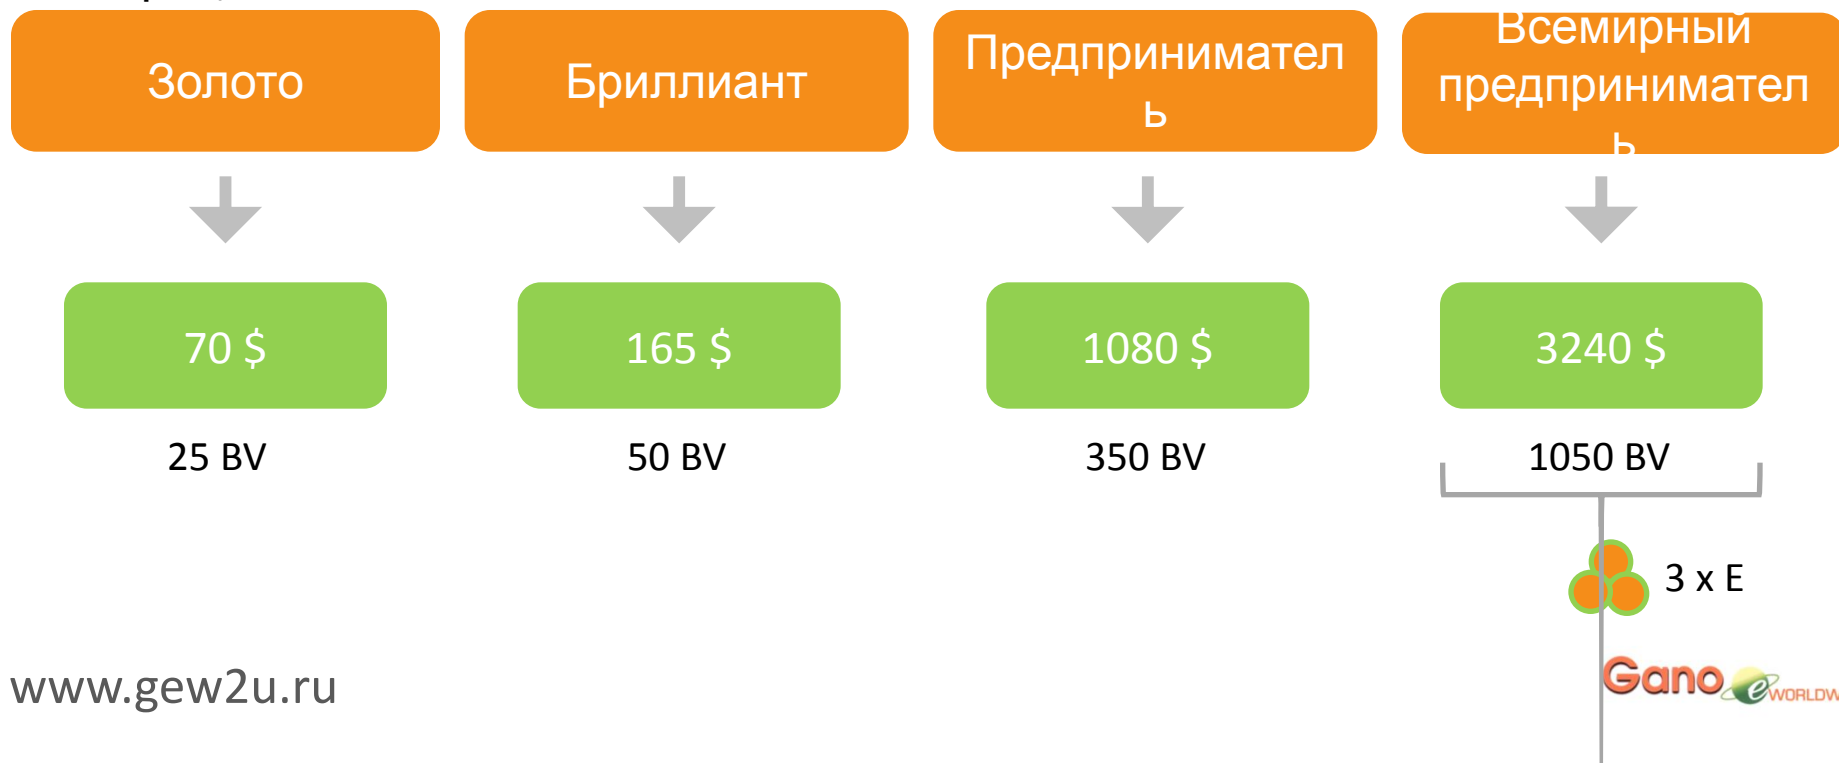 Золото
Бриллиант
Предпринимател
ь
Всемирный
предпринимател
ь
70 $
165 $
1080 $
3240 $
25 BV
50 BV
350 BV
1050 BV
3 x E
www.gew2u.ru
Gano eWORLDW